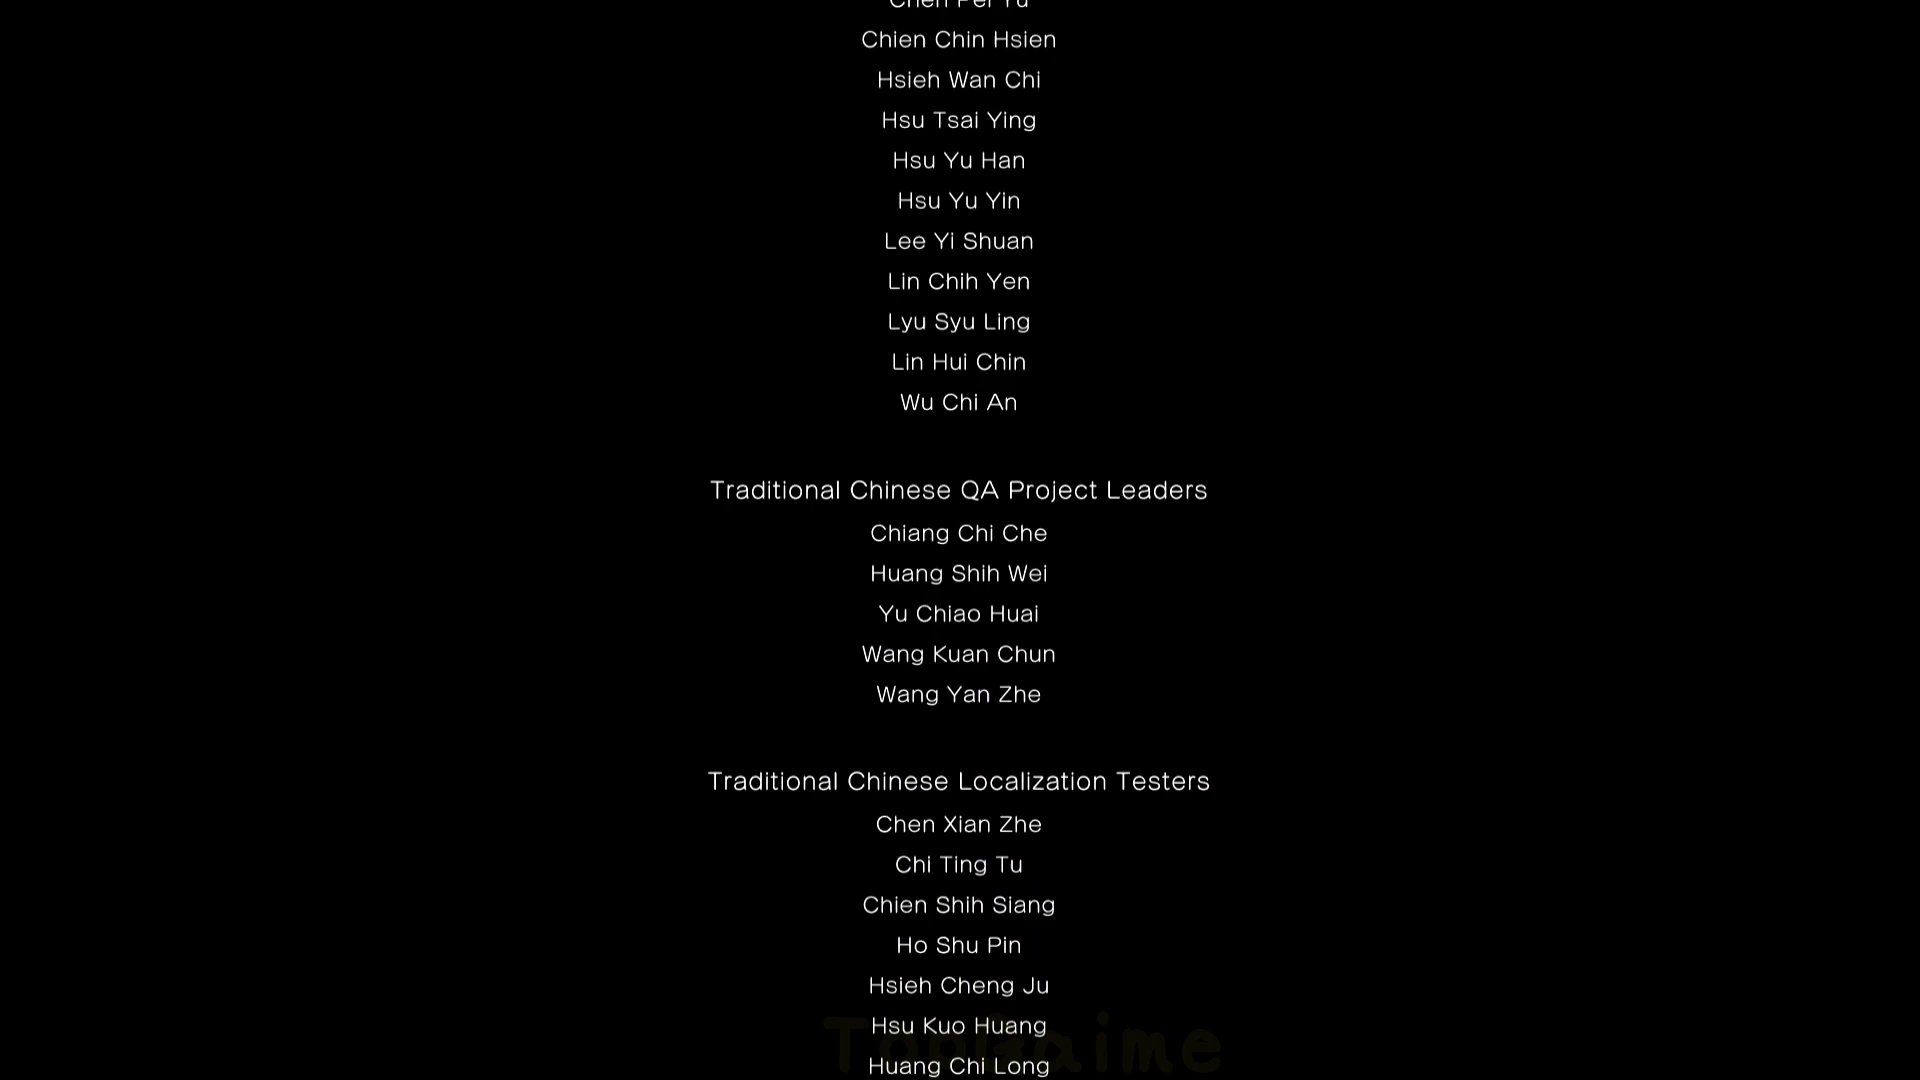 Chen Pei Yu
Chien Chin Hsien
Hsieh Wan Chi
Hsu Tsai Ying
Hsu Yu Han
Hsu Yu Yin
Lee Yi Shuan
Lin Chih Yen
Lyu Syu Ling
Lin Hui Chin
Wu Chi An
Traditional Chinese QA Project Leaders
Chiang Chi Che
Huang Shih Wei
Yu Chiao Huai
Wang Kuan Chun
Wang Yan Zhe
Traditional Chinese Localization Testers
Chen Xian Zhe
Chi Ting Tu
Chien Shih Siang
Ho Shu Pin
Hsieh Cheng Ju
Hsu Kuo Huang
Huang Chi Long